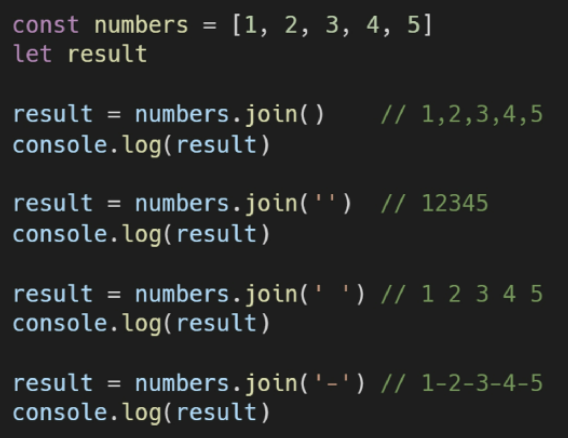 const numbers = [1, 2, 3, 4, 5]
let result
result = numbers.join()    // 1,2,3,4,5
console.log(result)
result = numbers.join('')  // 12345
console.log(result)
result = numbers.join(' ') // 1 2 3 4 5
console.log(result)
result = numbers.join('-') // 1-2-3-4-5
console.log(result)